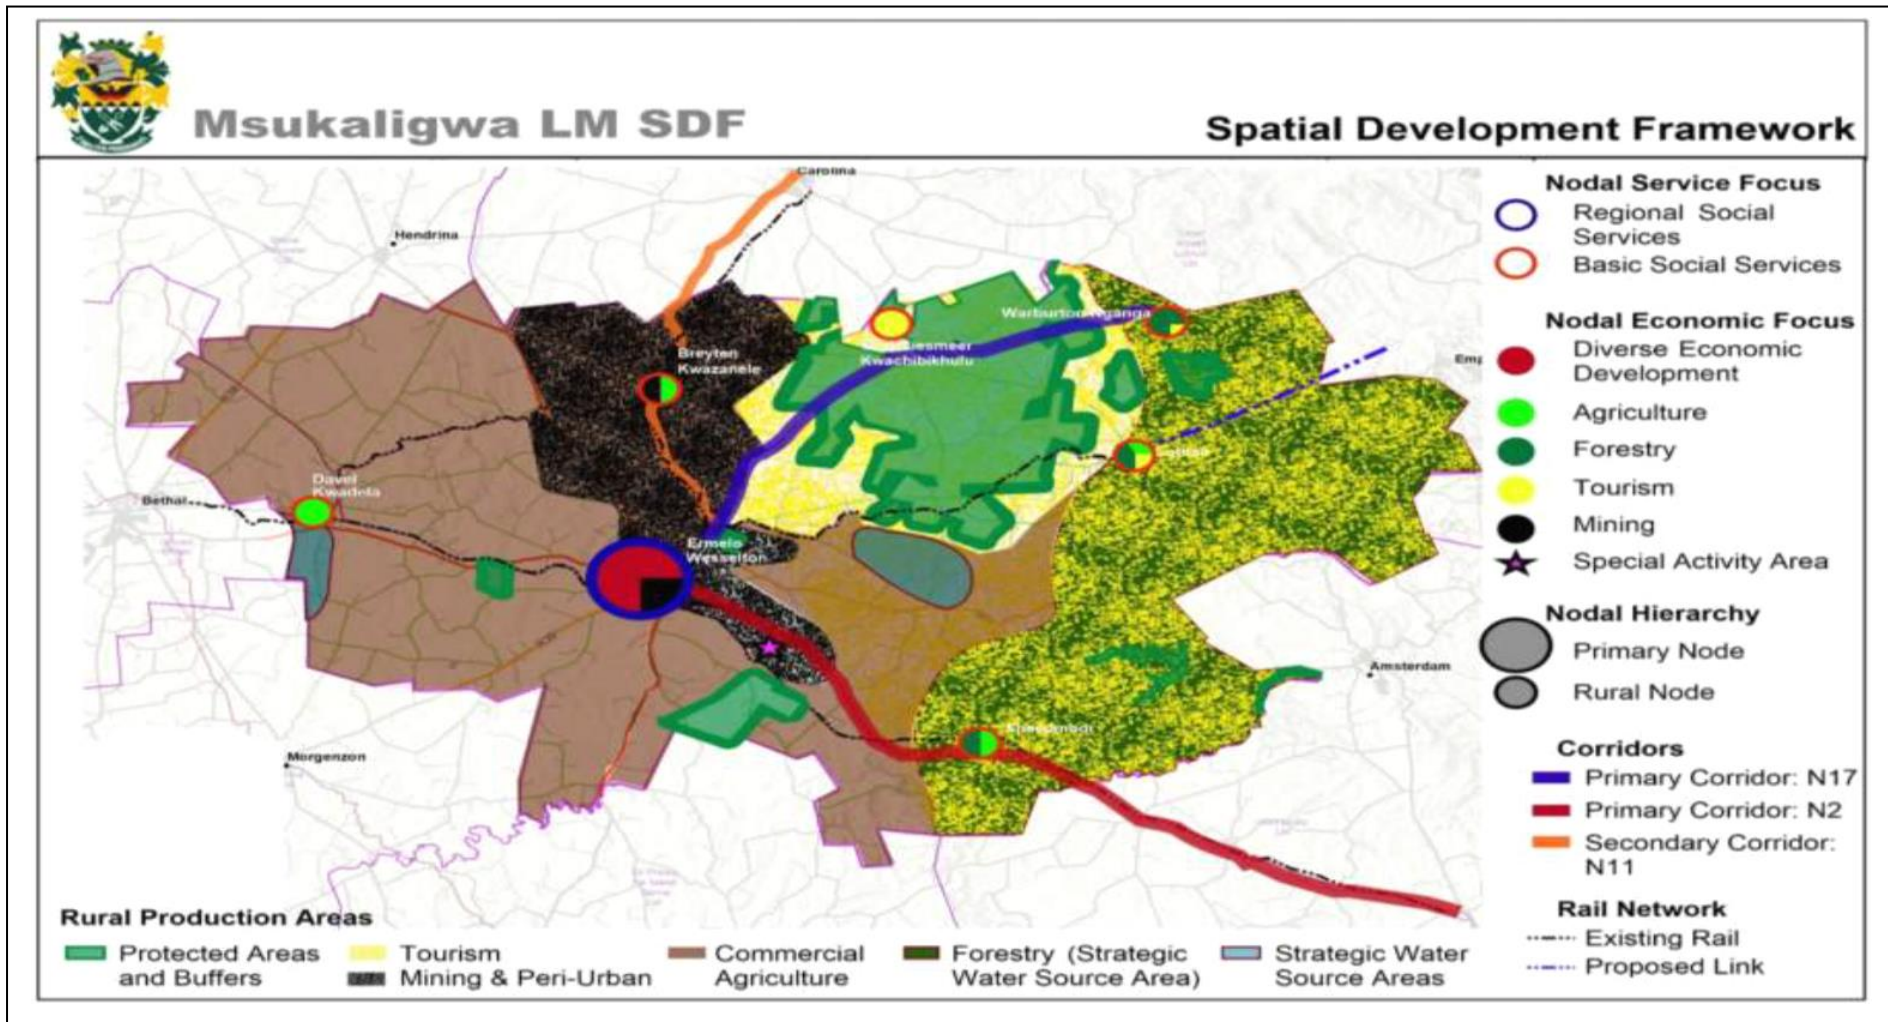 Msukaligwa LM SDF
Spatial Development Framework
Carolina
Hendrina
Warburton Nganga
Kwachibikhulu
Breyten
Kwazanele
Davel
Kwadela
Bethal
Ermelo
Wesselton
Amsterdam
Morgenzon
Nodal Service Focus
Regional Social
Services
Basic Social Services
Nodal Economic Focus
Diverse Economic
Development
Agriculture
Forestry
Tourism
Mining
Special Activity Area
Nodal Hierarchy
Primary Node
Rural Node
Corridors
Primary Corridor: N17
Primary Corridor: N2
Secondary Corridor:
N11
Rail Network
Existing Rail
Proposed Link
Rural Production Areas
Protected Areas
and Buffers
Tourism
Mining & Peri-Urban
Commercial
Agriculture
Forestry (Strategic
Water Source Area)
Strategic Water
Source Areas